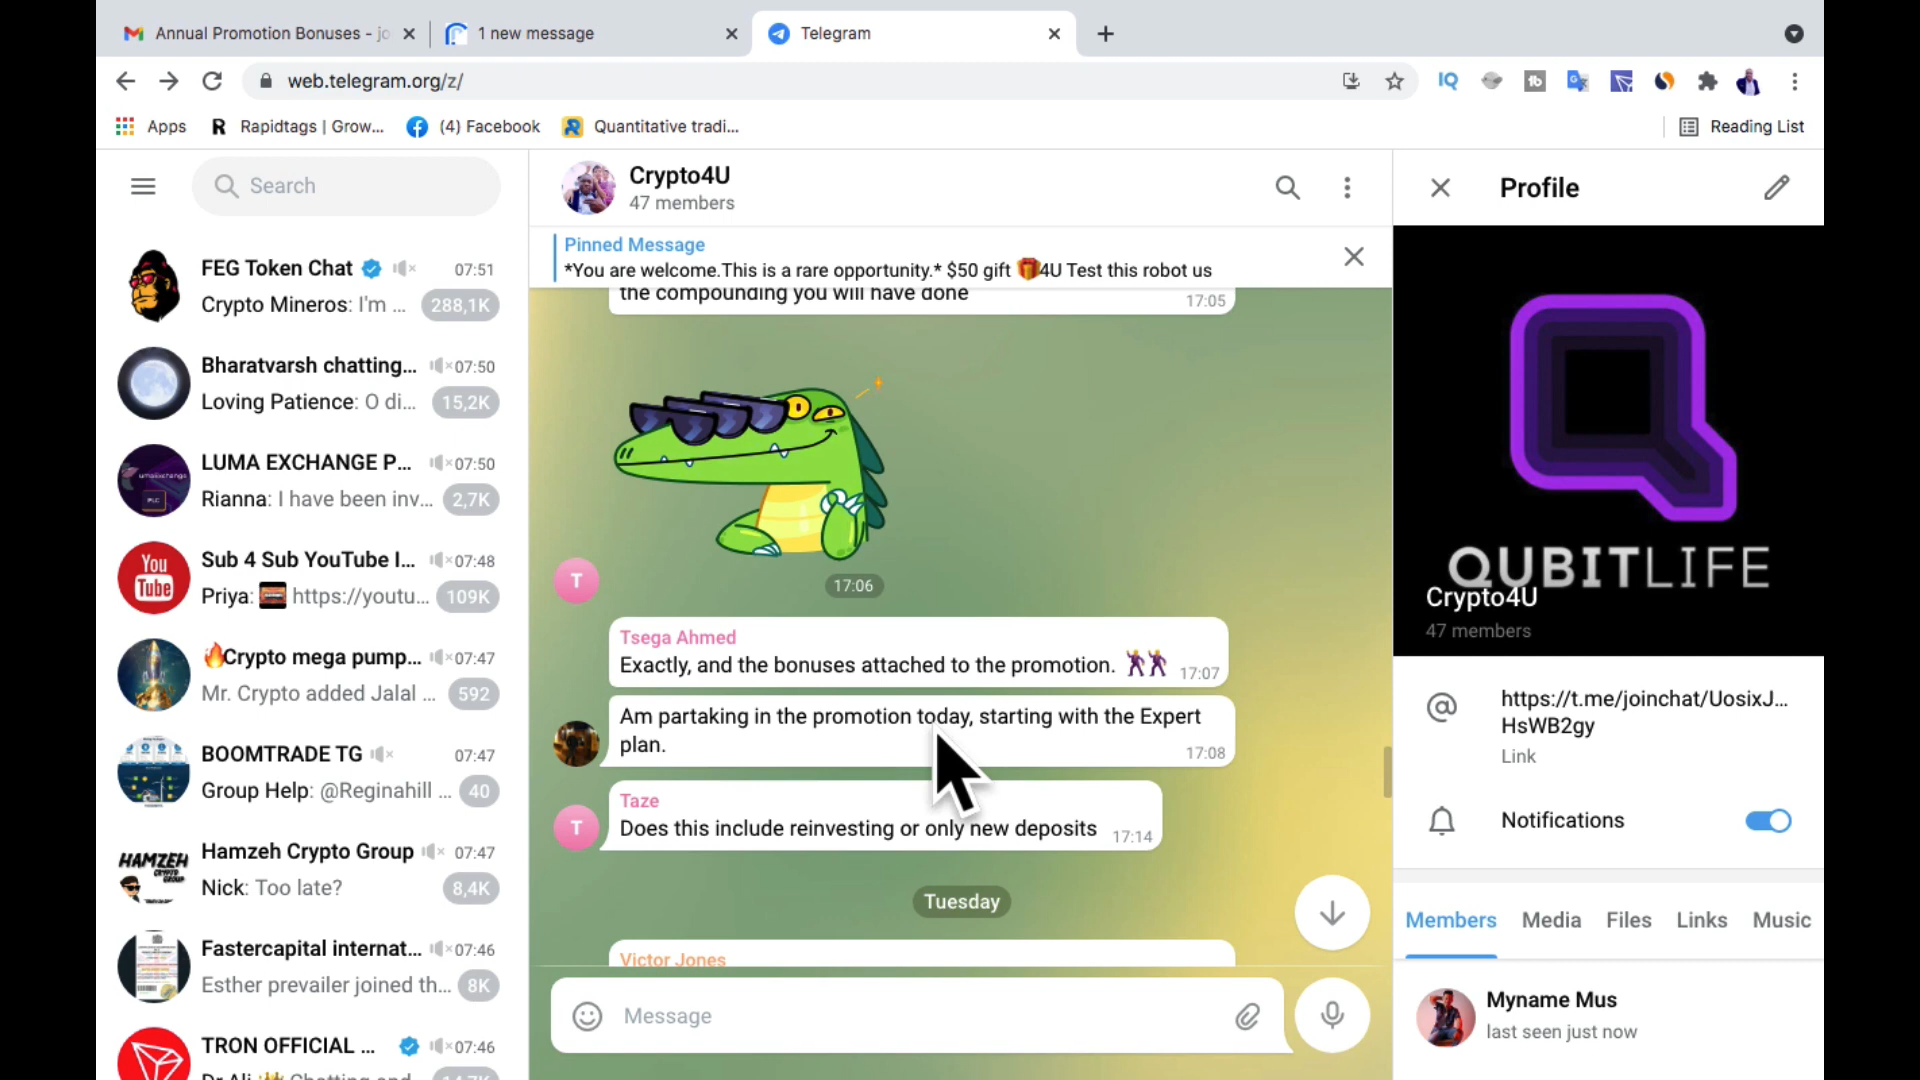 Annual Promotion Bonuses - jo
1 new message
Telegram
web.telegram.org/z/
IQ
Apps
R Rapidtags | Grow...
(4) Facebook
Quantitative tradi...
Reading List
Search
FEG Token Chat
07:51
Crypto Mineros: I'm ...
288,1K
Bharatvarsh chatting...
07:50
Loving Patience: O di...
15,2K
LUMA EXCHANGE P...
07:50
Rianna: I have been inv...
2,7K
Sub 4 Sub YouTube I...
07:48
You
Tube
Priya: https://youtu...
109K
🔥Crypto mega pump...
07:47
Mr. Crypto added Jalal ...
592
BOOMTRADE TG
07:47
Group Help: @Reginahill ...
40
Hamzeh Crypto Group
07:47
HAMZEH
CRYPTO
GROUP
Nick: Too late?
8,4K
Fastercapital internat...
07:46
Esther prevailer joined th...
8K
TRON OFFICIAL ...
07:46
Crypto4U
47 members
Pinned Message
*You are welcome.This is a rare opportunity.* $50 gift 🎁4U Test this robot us
the compounding you will have done
17:05
T
17:06
Tsega Ahmed
Exactly, and the bonuses attached to the promotion. 🕺🕺
17:07
Am partaking in the promotion today, starting with the Expert
plan.
17:08
Taze
T
Does this include reinvesting or only new deposits
17:14
Tuesday
Victor Jones
Message
Profile
QUBITLIFE
Crypto4U
47 members
https://t.me/joinchat/UosixJ...
HsWB2gy
Link
Notifications
Members
Media
Files
Links
Music
Myname Mus
last seen just now